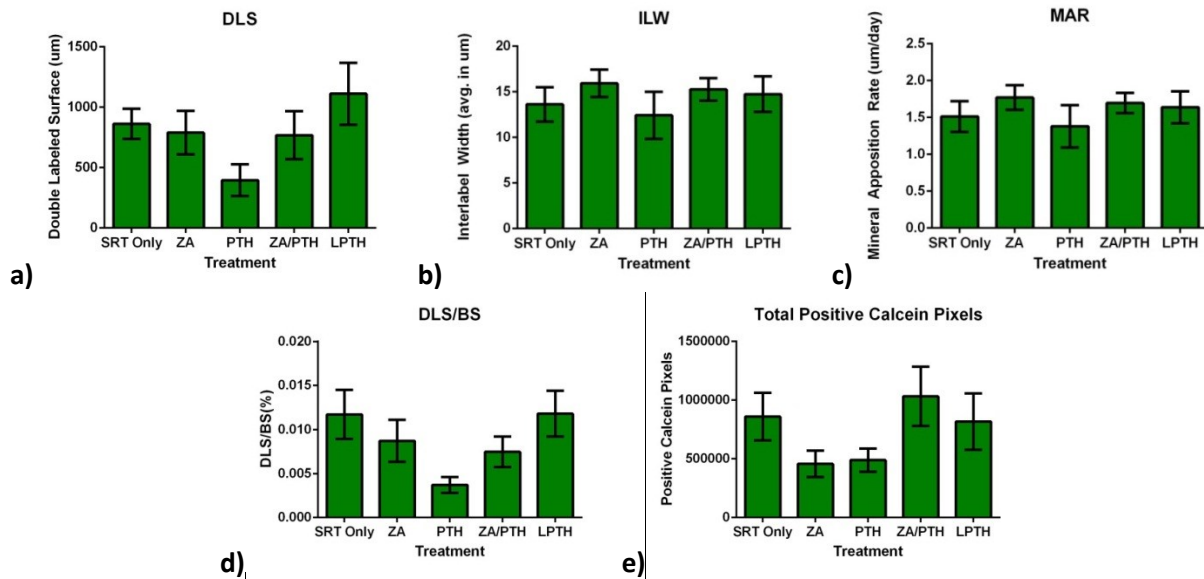 DLS
Double Labeled Surface (um)
1500
1000
500
0
SRT Only ZA PTH ZA/PTH LPTH
Treatment
a)
ILW
Interlabel Width (avg. in um)
20
15
10
5
0
SRT Only ZA PTH ZA/PTH LPTH
Treatment
b)
MAR
Mineral Apposition Rate (um/day)
2.5
2.0
1.5
1.0
0.5
0.0
SRT Only ZA PTH ZA/PTH LPTH
Treatment
c)
DLS/BS
DLS/BS(%)
0.020
0.015
0.010
0.005
0.000
SRT Only ZA PTH ZA/PTH LPTH
Treatment
d)
Total Positive Calcein Pixels
Positive Calcein Pixels
1500000
1000000
500000
0
SRT Only ZA PTH ZA/PTH LPTH
Treatment
e)